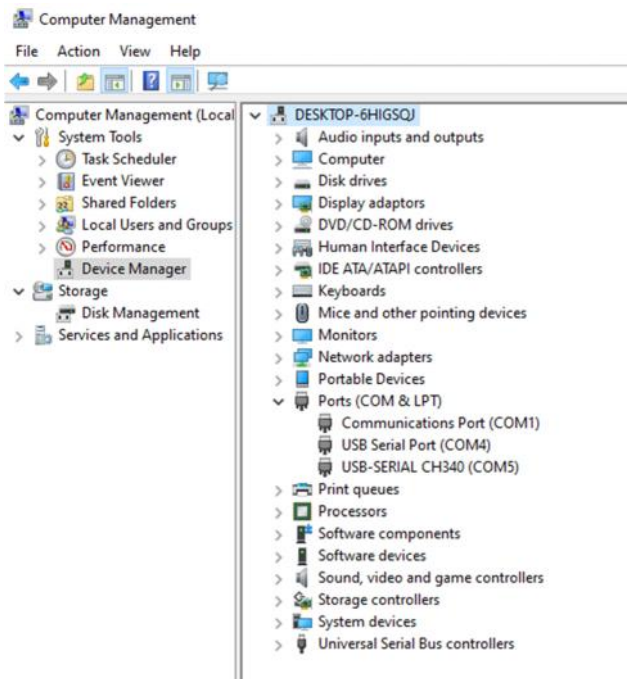 Computer Management
File Action View Help
Computer Management (Local
System Tools
Task Scheduler
Event Viewer
Shared Folders
Local Users and Groups
Performance
Device Manager
Storage
Disk Management
Services and Applications
DESKTOP-6HIGSQJ
Audio inputs and outputs
Computer
Disk drives
Display adaptors
DVD/CD-ROM drives
Human Interface Devices
IDE ATA/ATAPI controllers
Keyboards
Mice and other pointing devices
Monitors
Network adapters
Portable Devices
Ports (COM & LPT)
Communications Port (COM1)
USB Serial Port (COM4)
USB-SERIAL CH340 (COM5)
Print queues
Processors
Software components
Software devices
Sound, video and game controllers
Storage controllers
System devices
Universal Serial Bus controllers